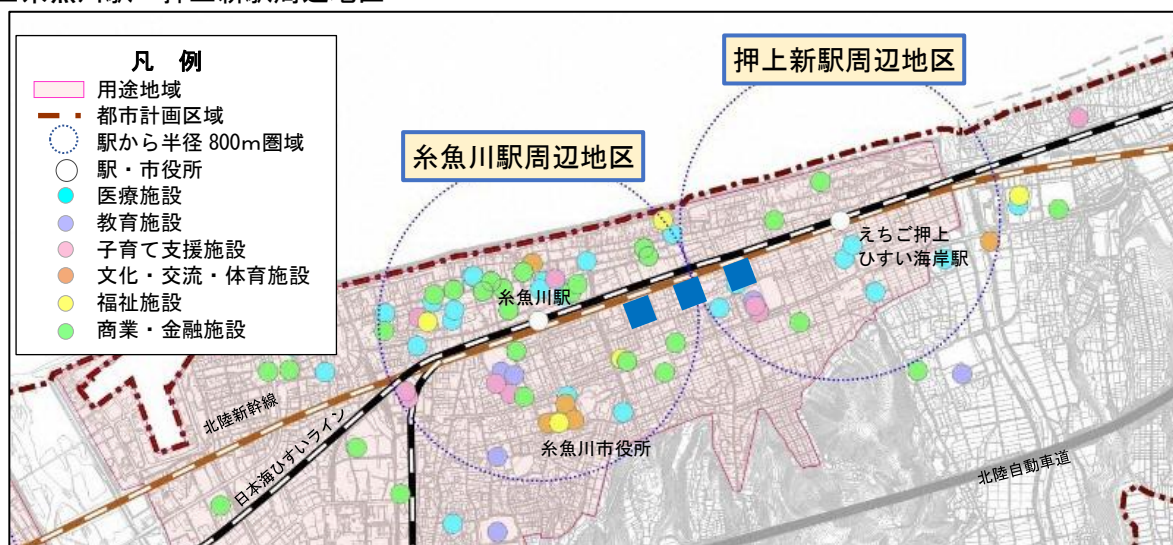 凡 例
用途地域
都市計画区域
駅から半径 800m圏域
駅・市役所
医療施設
教育施設
子育て支援施設
文化・交流・体育施設
福祉施設
商業・金融施設
押上新駅周辺地区
糸魚川駅周辺地区
えちご押上
ひすい海岸駅
糸魚川駅
糸魚川市役所
北陸新幹線
日本海ひすいライン
北陸自動車道